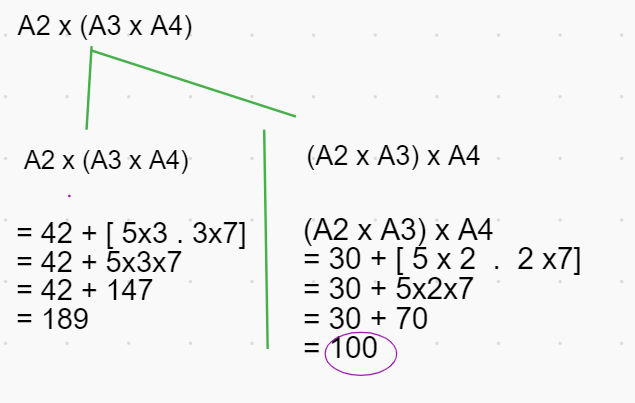 A2 x (A3 x A4)
A2 x (A3 x A4)
= 42 + [ 5x3 . 3x7]
= 42 + 5x3x7
= 42 + 147
= 189
(A2 x A3) x A4
(A2 x A3) x A4
= 30 + [ 5 x 2 . 2 x7]
= 30 + 5x2x7
= 30 + 70
= 100